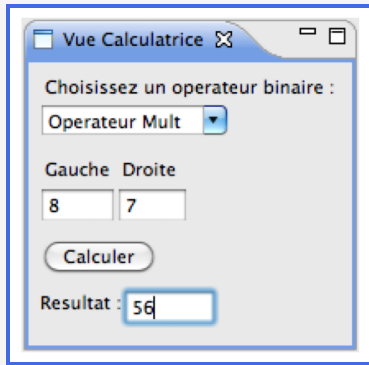 Vue Calculatrice
Choisissez un operateur binaire :
Operateur Mult
Gauche Droite
8 7
Calculer
Resultat : 56